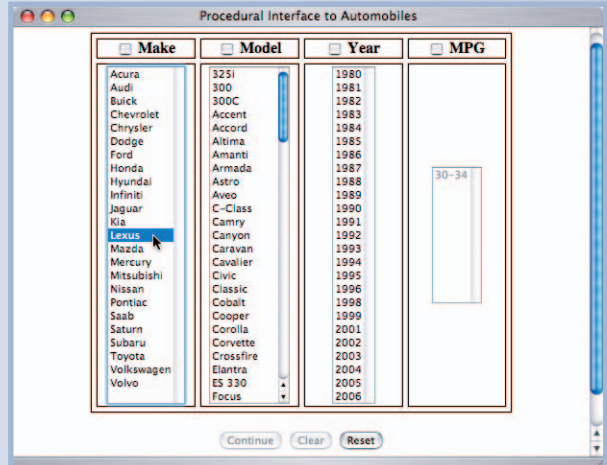 Procedural Interface to Automobiles
Make
Model
Year
MPG
Acura
Audi
Buick
Chevrolet
Chrysler
Dodge
Ford
Honda
Hyundai
Infiniti
Jaguar
Kia
Lexus
Mazda
Mercury
Mitsubishi
Nissan
Pontiac
Saab
Saturn
Subaru
Toyota
Volkswagen
Volvo
325i
300
300C
Accent
Accord
Altima
Amanti
Armada
Astro
Aveo
C-Class
Camry
Canyon
Caravan
Cavalier
Civic
Classic
Cobalt
Cooper
Corolla
Corvette
Crossfire
Elantra
ES 330
Focus
1980
1981
1982
1983
1984
1985
1986
1987
1988
1989
1990
1991
1992
1993
1994
1995
1996
1998
1999
2001
2002
2003
2004
2005
2006
30-34
Continue
Clear
Reset